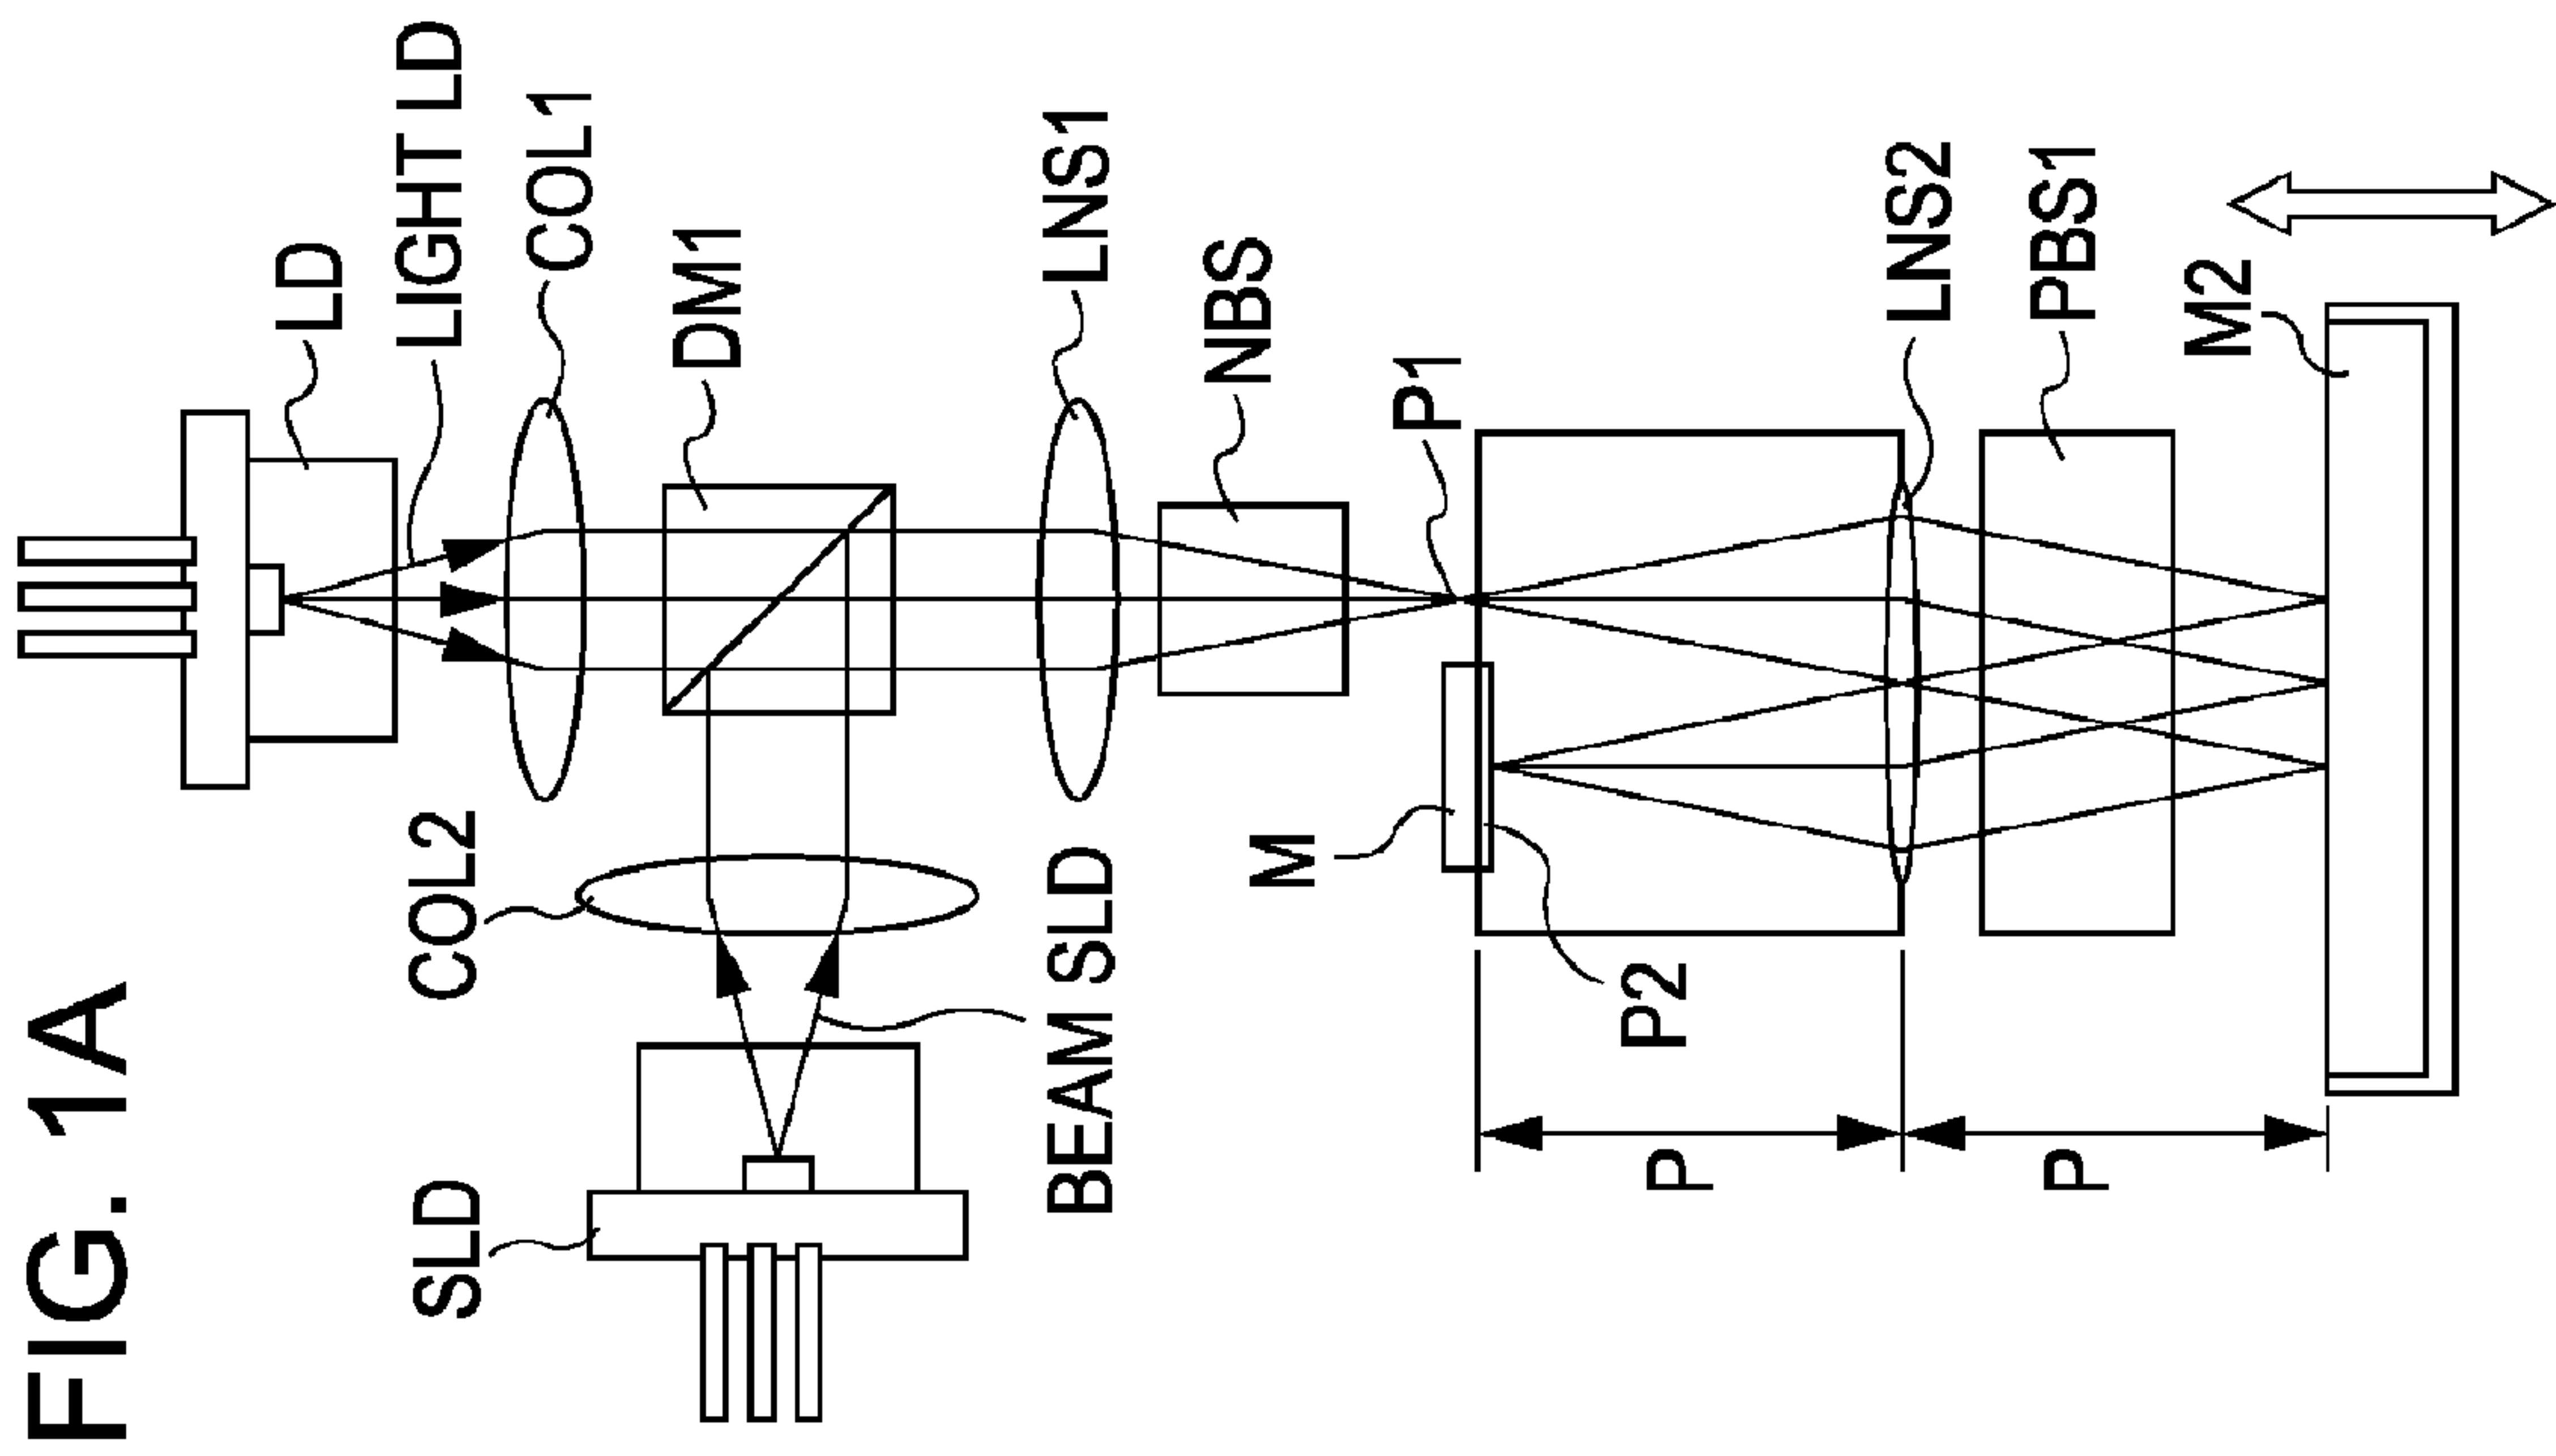 FIG. 1A
LD
LIGHT LD
COL1
DM1
LNS1
NBS
P1
LNS2
PBS1
M2
COL2
SLD
BEAM SLD
M
P2
P
P